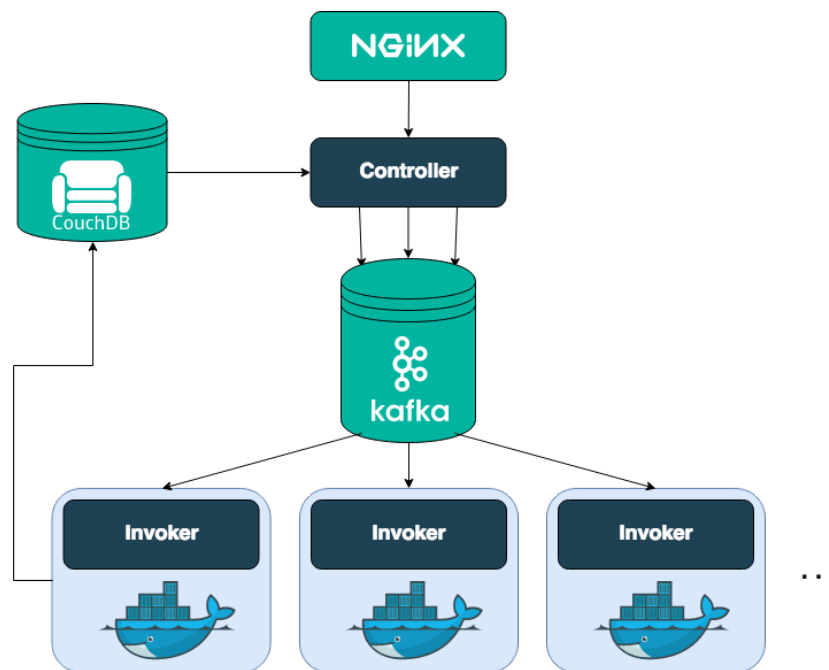 NGiNX
Controller
CouchDB
kafka
Invoker
Invoker
Invoker
..